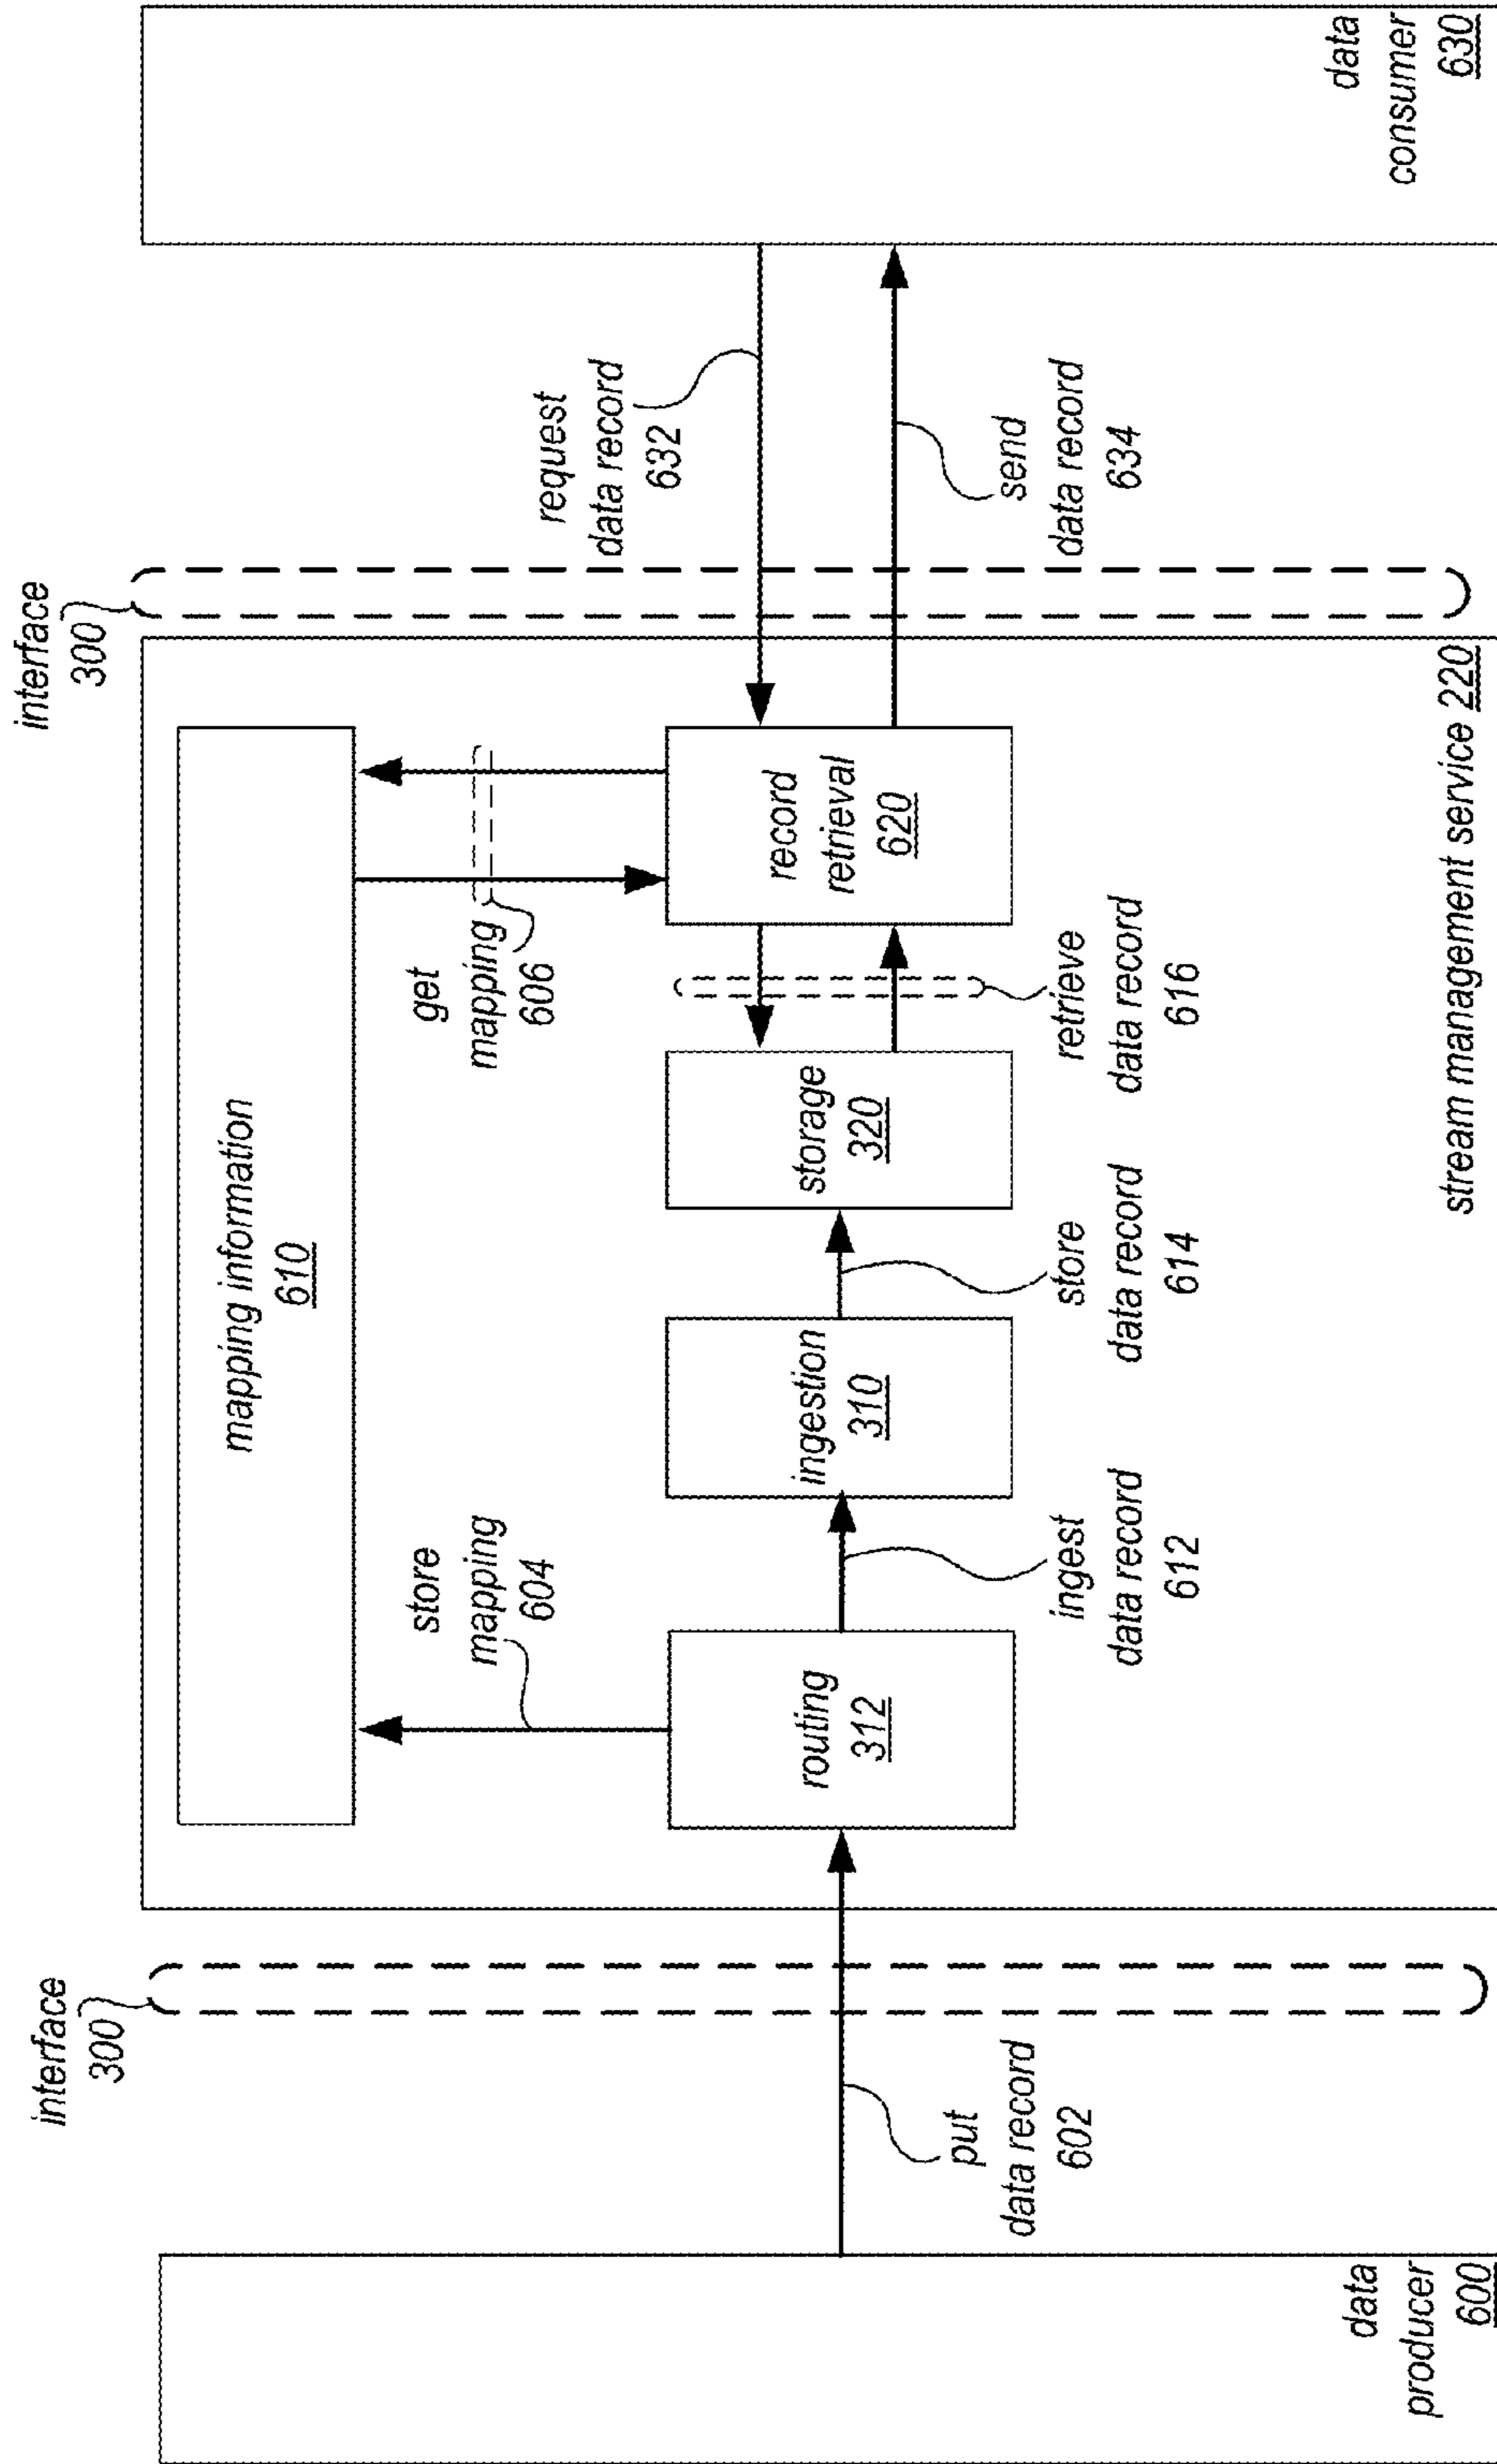 interface
300
interface
300
mapping information
610
store
mapping
604
get
mapping
606
request
data record
632
routing
312
ingestion
310
storage
320
record
retrieval
620
put
data record
602
ingest
data record
612
store
data record
614
retrieve
data record
616
send
data record
634
data
producer
600
stream management service 220
data
consumer
630